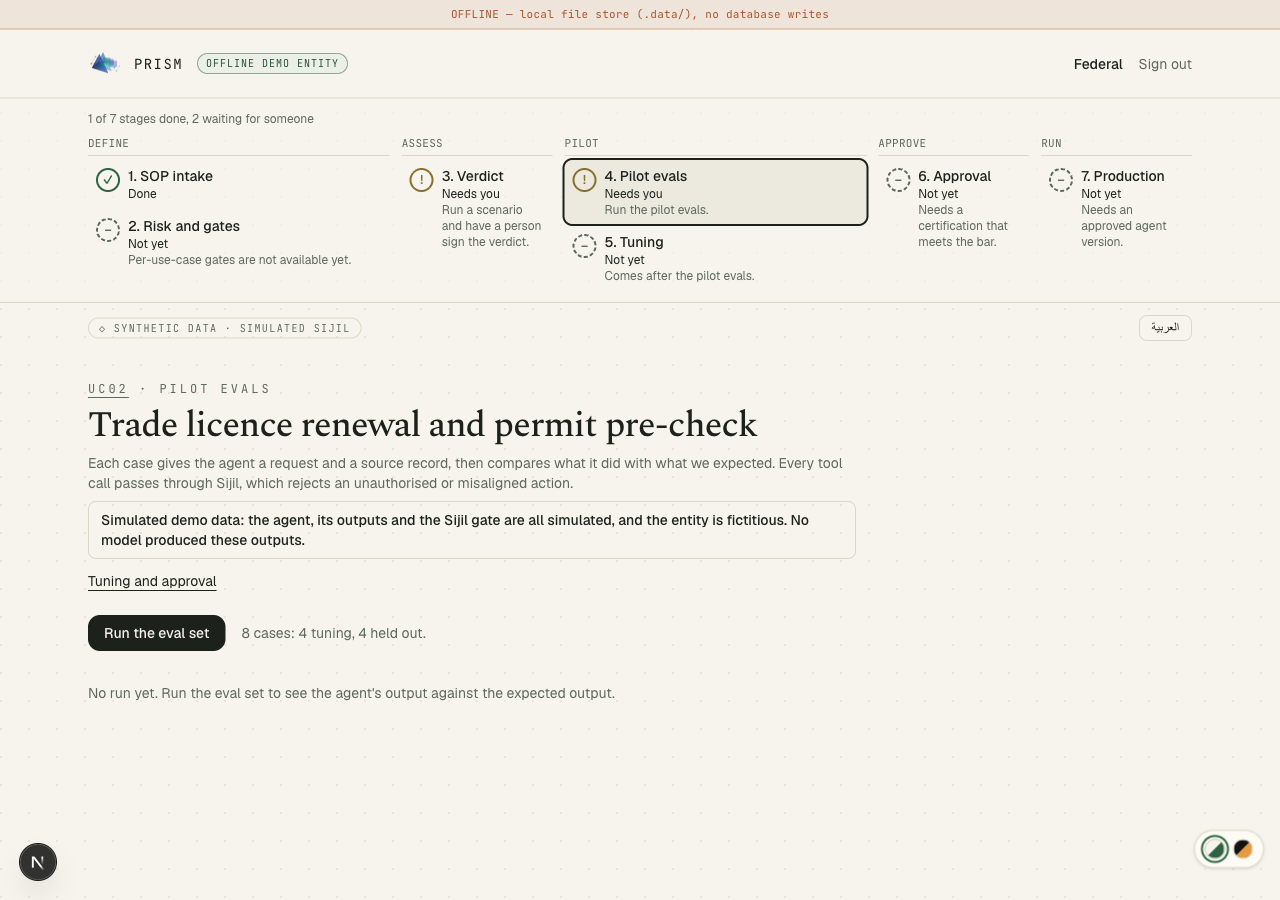 OFFLINE — local file store (.data/), no database writes
PRISM
OFFLINE DEMO ENTITY
Federal
Sign out
1 of 7 stages done, 2 waiting for someone
DEFINE
1. SOP intake
Done
2. Risk and gates
Not yet
Per-use-case gates are not available yet.
ASSESS
3. Verdict
Needs you
Run a scenario
and have a person
sign the verdict.
PILOT
4. Pilot evals
Needs you
Run the pilot evals.
5. Tuning
Not yet
Comes after the pilot evals.
APPROVE
6. Approval
Not yet
Needs a
certification that
meets the bar.
RUN
7. Production
Not yet
Needs an
approved agent
version.
◇ SYNTHETIC DATA · SIMULATED SIJIL
العربية
UC02 · PILOT EVALS
Trade licence renewal and permit pre-check
Each case gives the agent a request and a source record, then compares what it did with what we expected. Every tool
call passes through Sijil, which rejects an unauthorised or misaligned action.
Simulated demo data: the agent, its outputs and the Sijil gate are all simulated, and the entity is fictitious. No
model produced these outputs.
Tuning and approval
Run the eval set
8 cases: 4 tuning, 4 held out.
No run yet. Run the eval set to see the agent's output against the expected output.
N